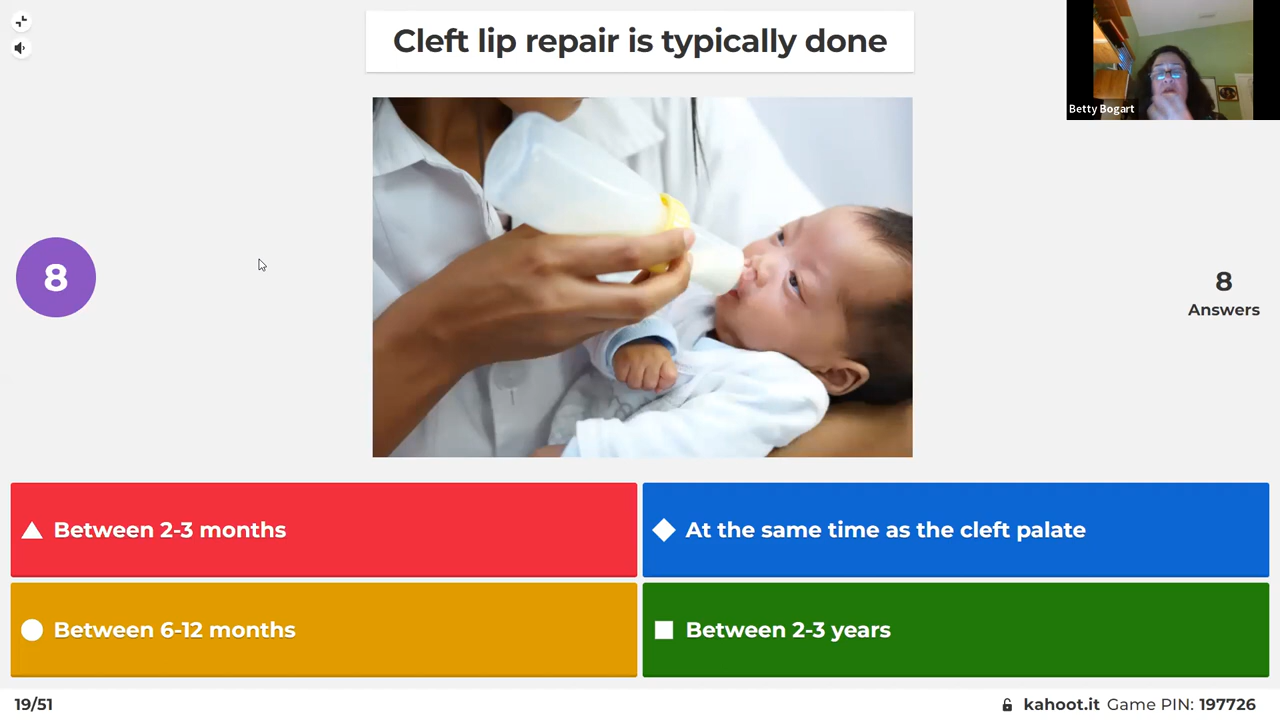 Cleft lip repair is typically done
Betty Bogart
8
8
Answers
Between 2-3 months
At the same time as the cleft palate
Between 6-12 months
Between 2-3 years
19/51
kahoot.it Game PIN: 197726